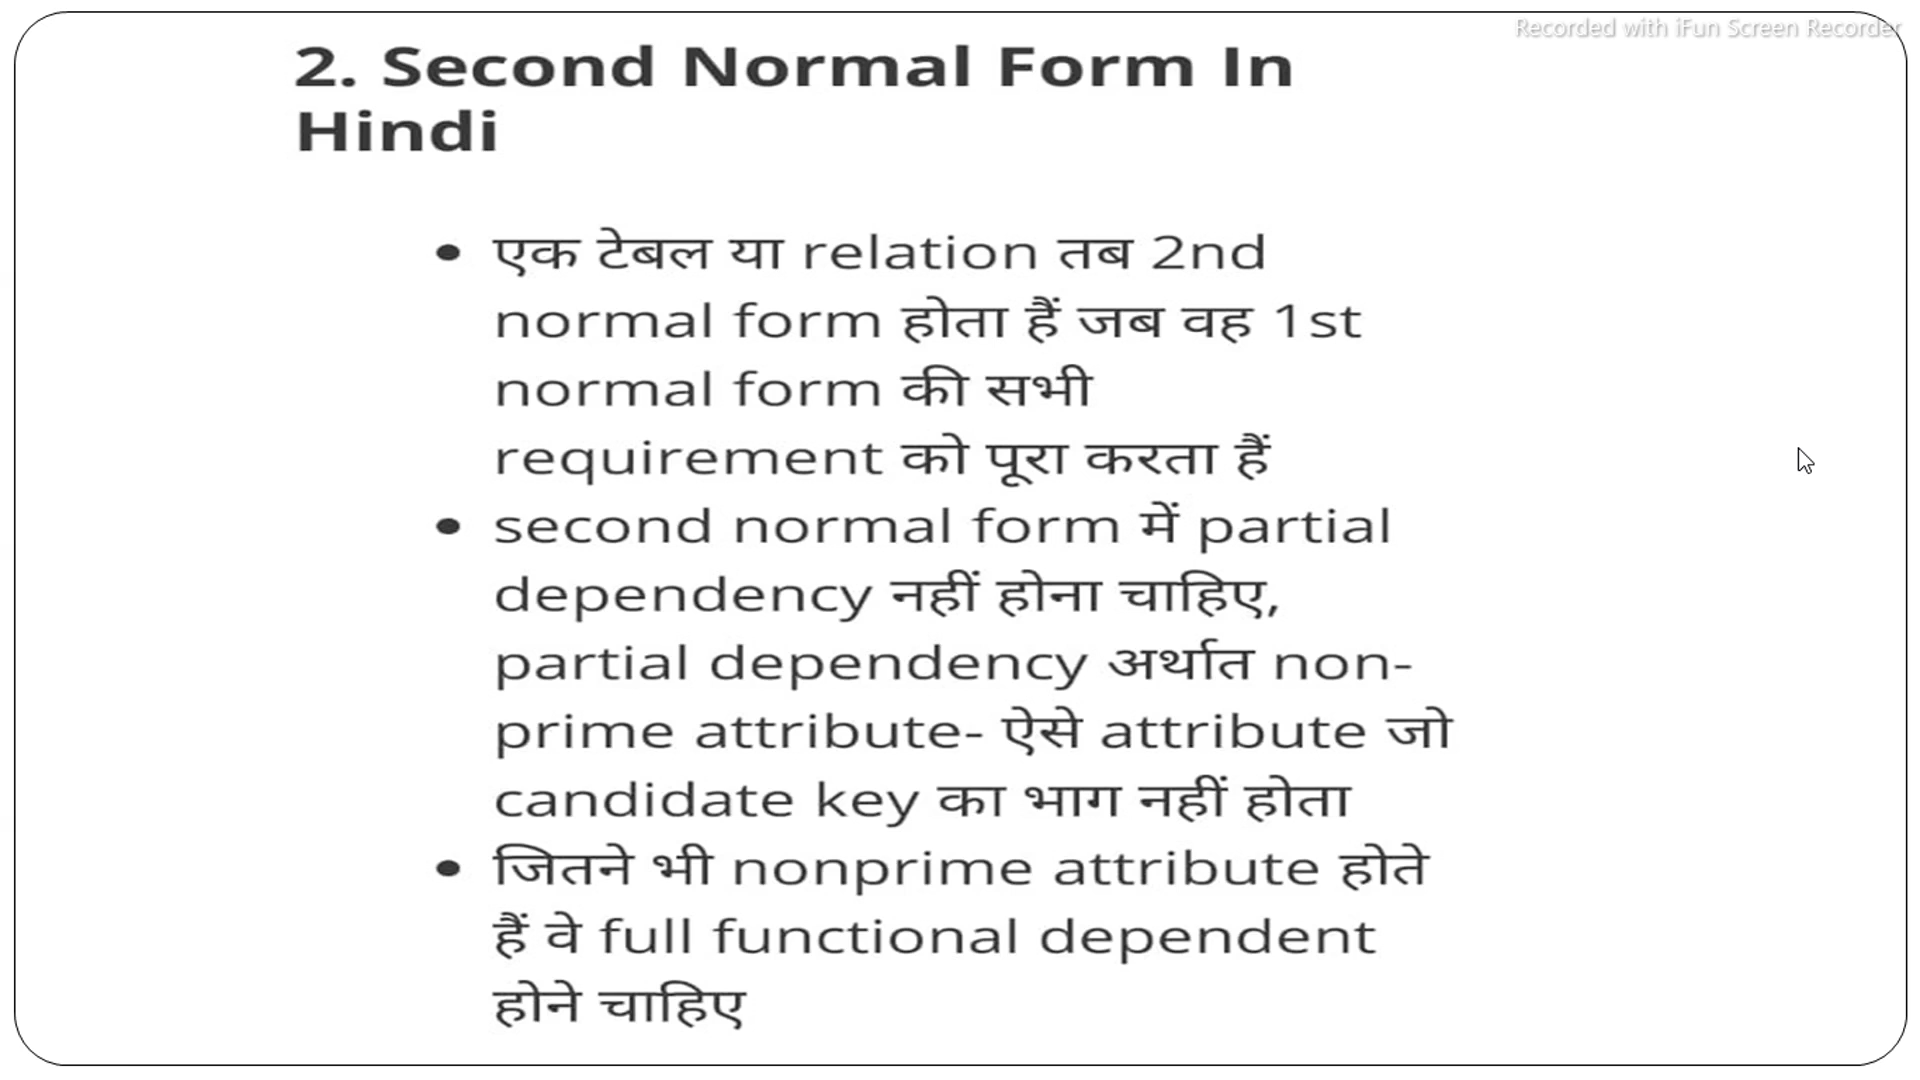 Recorded with iFun Screen Recorder
2. Second Normal Form In
Hindi
• एक टेबल या relation तब 2nd
normal form होता हैं जब वह 1st
normal form की सभी
requirement को पूरा करता हैं
• second normal form में partial
dependency नहीं होना चाहिए,
partial dependency अर्थात non-
prime attribute- ऐसे attribute जो
candidate key का भाग नहीं होता
• जितने भी nonprime attribute होते
हैं वे full functional dependent
होने चाहिए